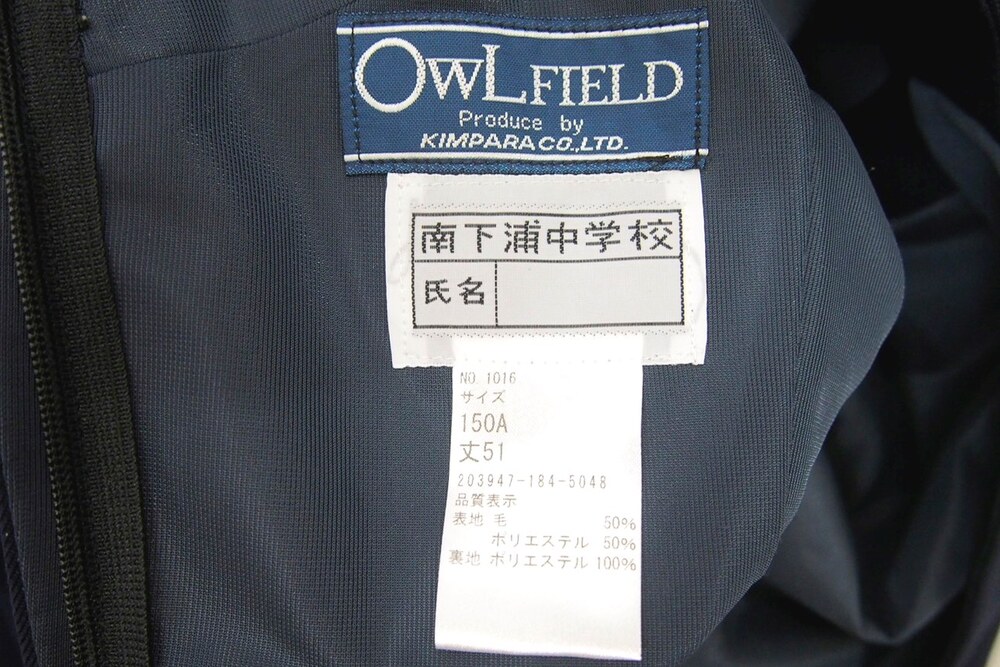 OWLFIELD
Produce by
KIMPARA CO.,LTD.
南下浦中学校
氏名
NO. 1016
サイズ
150A
丈51
203947-184-5048
品質表示
表地 毛 50%
ポリエステル 50%
裏地 ポリエステル 100%